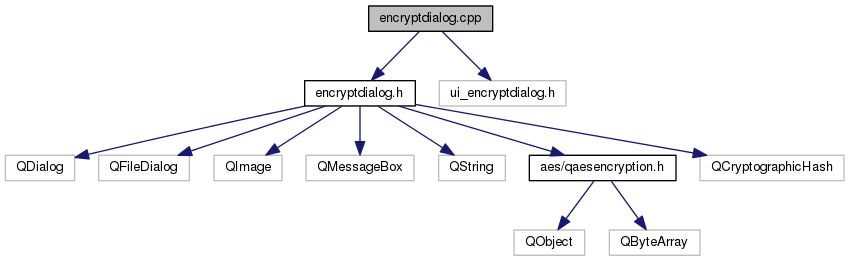 encryptdialog.cpp
encryptdialog.h
ui_encryptdialog.h
QDialog
QFileDialog
QImage
QMessageBox
QString
aes/qaesencryption.h
QCryptographicHash
QObject
QByteArray